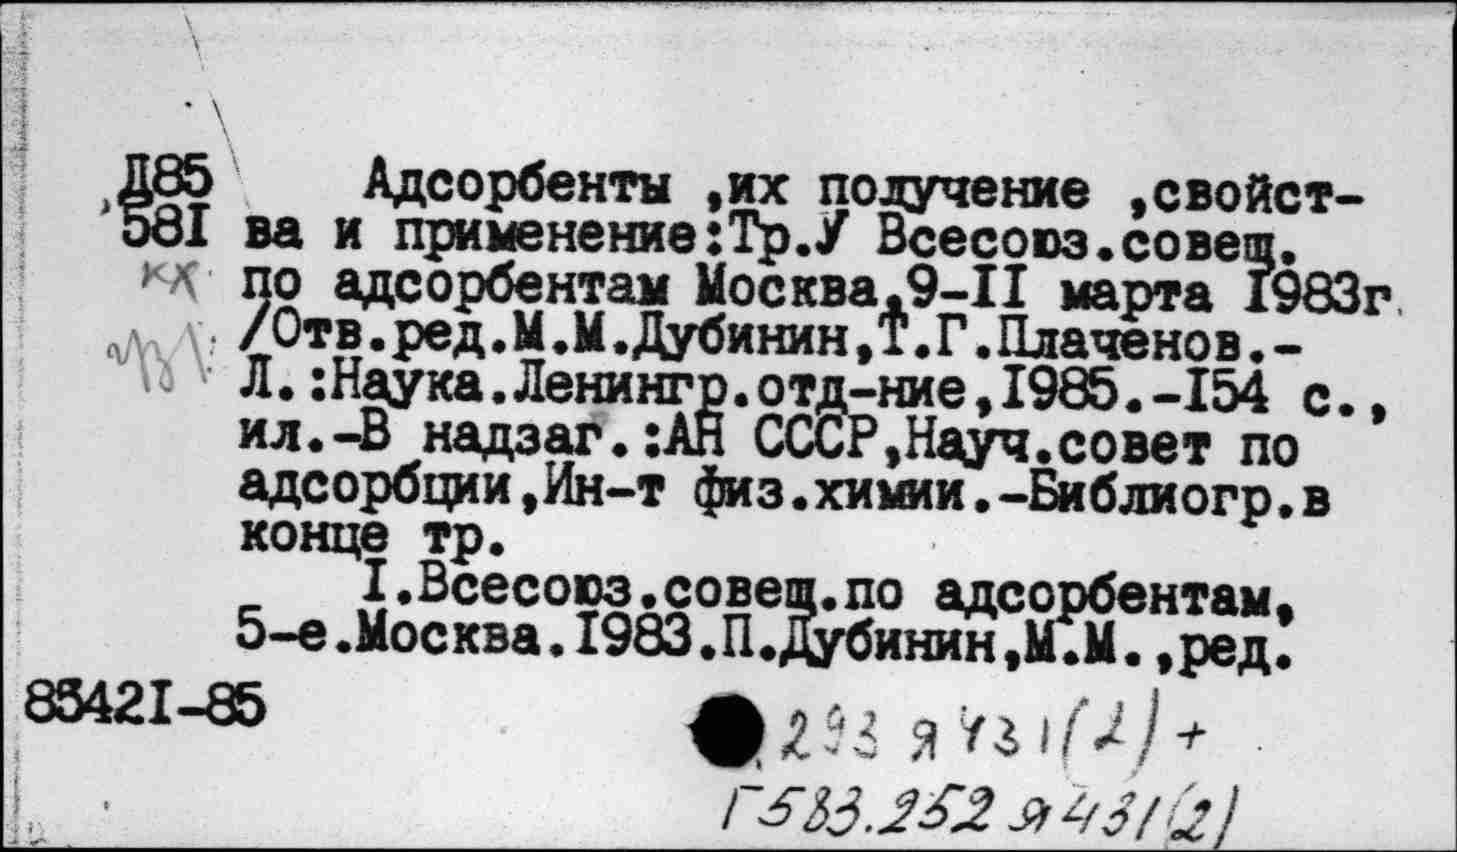 Д85 Адсорбенты ,их получение ,свойст-
581 ва и применение:Тр.У Всесоюз.совещ.
кх по адсорбентам Москва,9-II марта I983г.
/Отв.ред.М.М.Дубинин,Т.Г.Плаченов.-
Л.:Наука.Ленингр.отд-ние,I985.-I54 с.,
ил.-В надзаг.:АН СССР,Науч.совет по
адсорбции,Ин-т физ.химии.-Библиогр.в
конце тр.
I.Всесоюз.совещ.по адсорбентам,
5-е.Москва.I983.П.Дубинин,М.М.,ред.
85421-85
293 я 431(2) +
Г583.252 я 431(2)